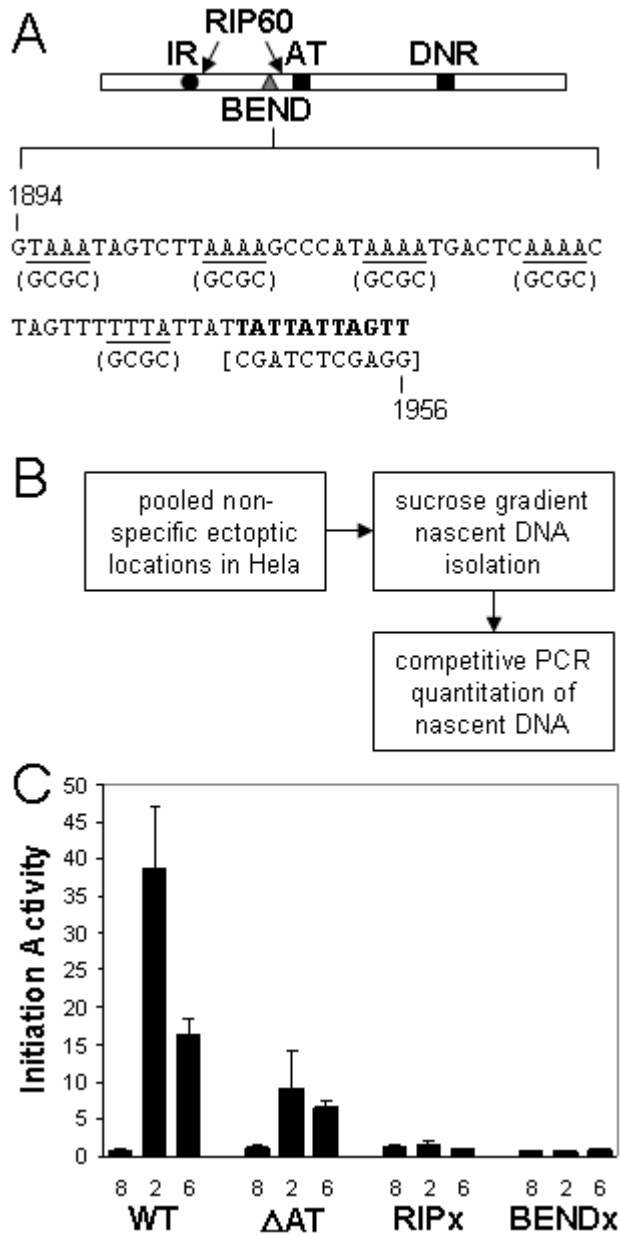 A
RIP60
IR AT DNR
BEND
1894
GTAAATAGTCTTAAAAGCCCATAAAATGACTCAAAAC
(GCGC) (GCGC) (GCGC) (GCGC)
TAGTTTTTTATTATTATTATTAGTT
(GCGC) [CGATCTCGAGG]
1956
B
pooled non-
specific ectoptic
locations in Hela
sucrose gradient
nascent DNA
isolation
competitive PCR
quantitation of
nascent DNA
C
Initiation Activity
50
45
40
35
30
25
20
15
10
5
0
8 2 6 8 2 6 8 2 6 8 2 6
WT ΔAT RIPx BENDx